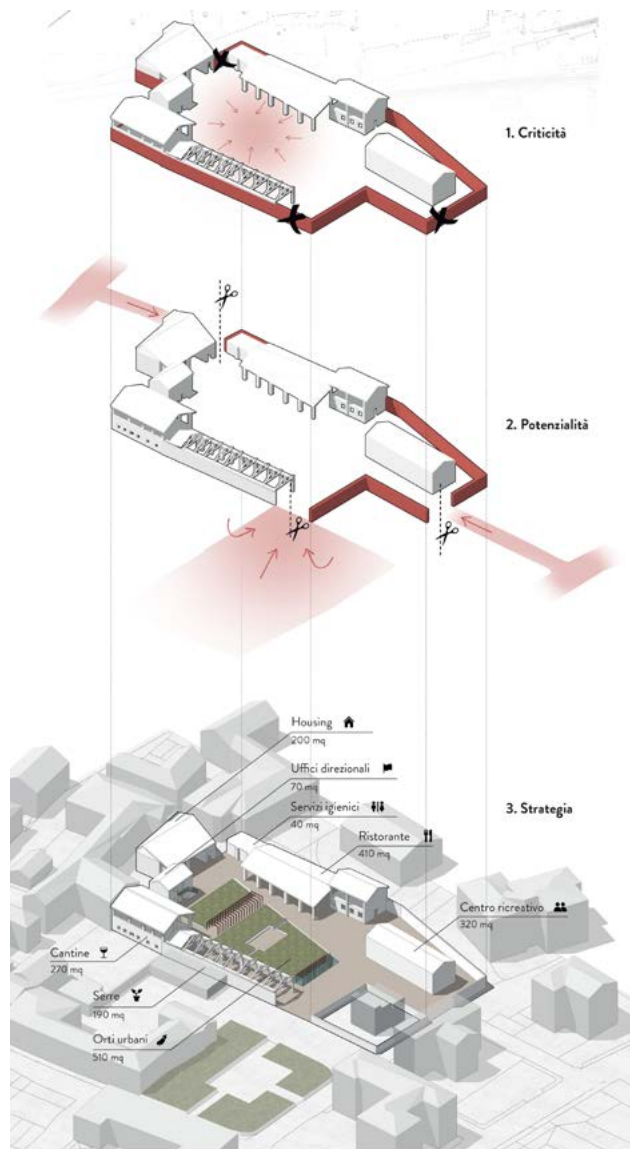 1. Criticità
2. Potenzialità
3. Strategia
Housing
200 mq
Uffici direzionali
70 mq
Servizi igienici
40 mq
Ristorante
410 mq
Centro ricreativo
320 mq
Cantine
270 mq
Serre
190 mq
Orti urbani
510 mq